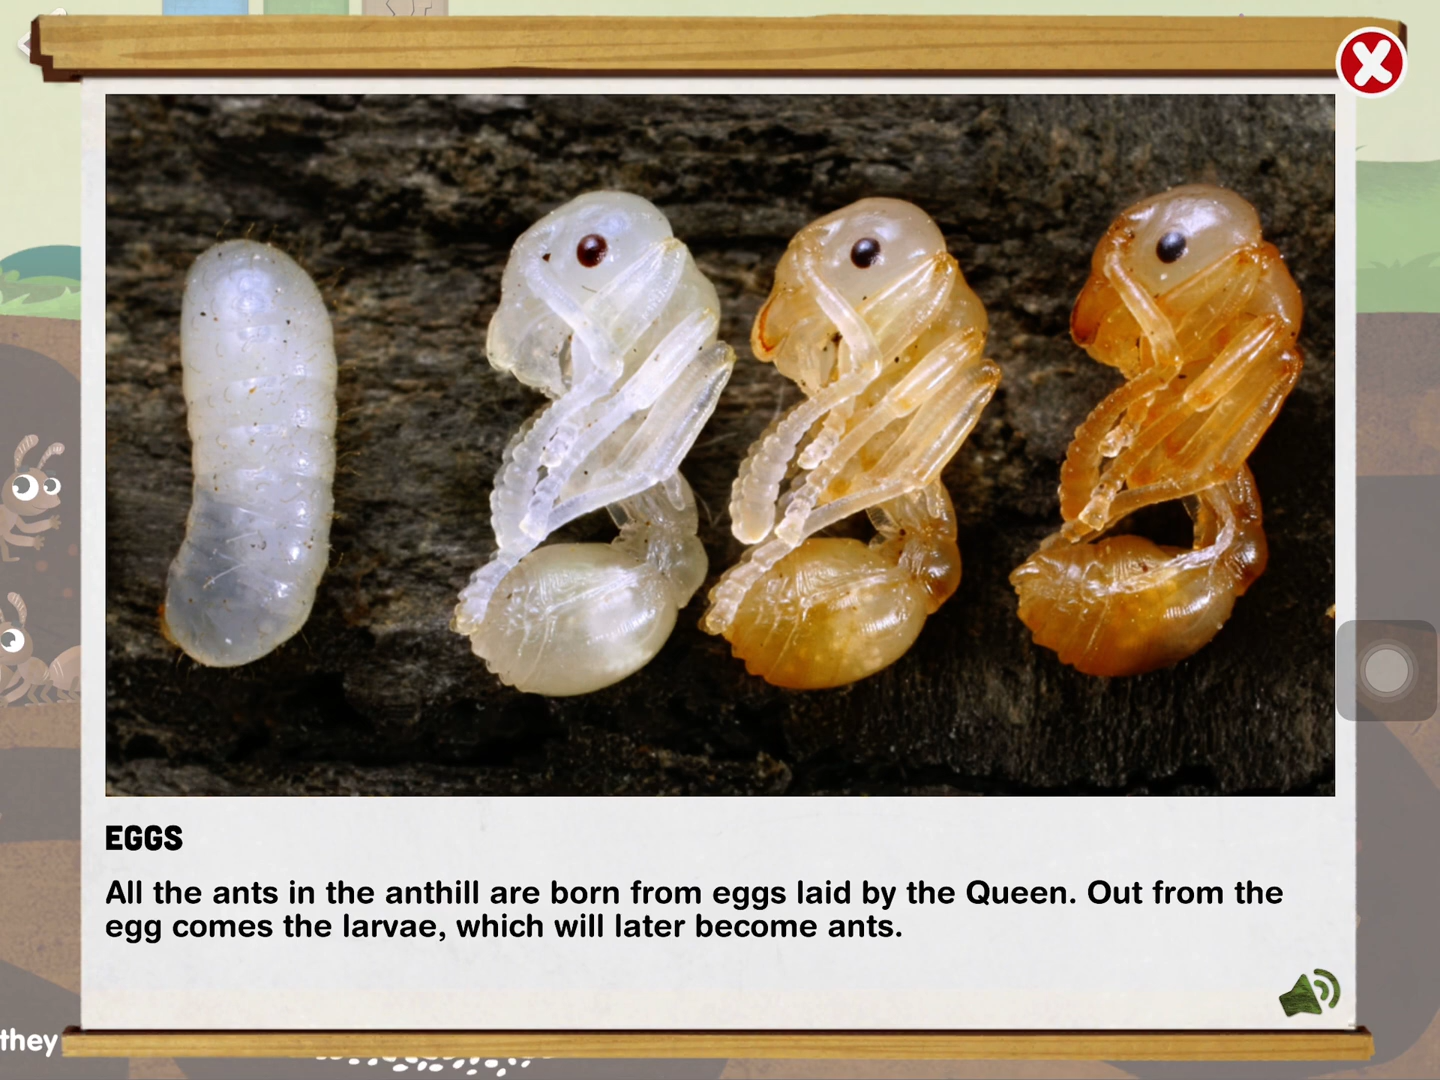 EGGS
All the ants in the anthill are born from eggs laid by the Queen. Out from the
egg comes the larvae, which will later become ants.
they